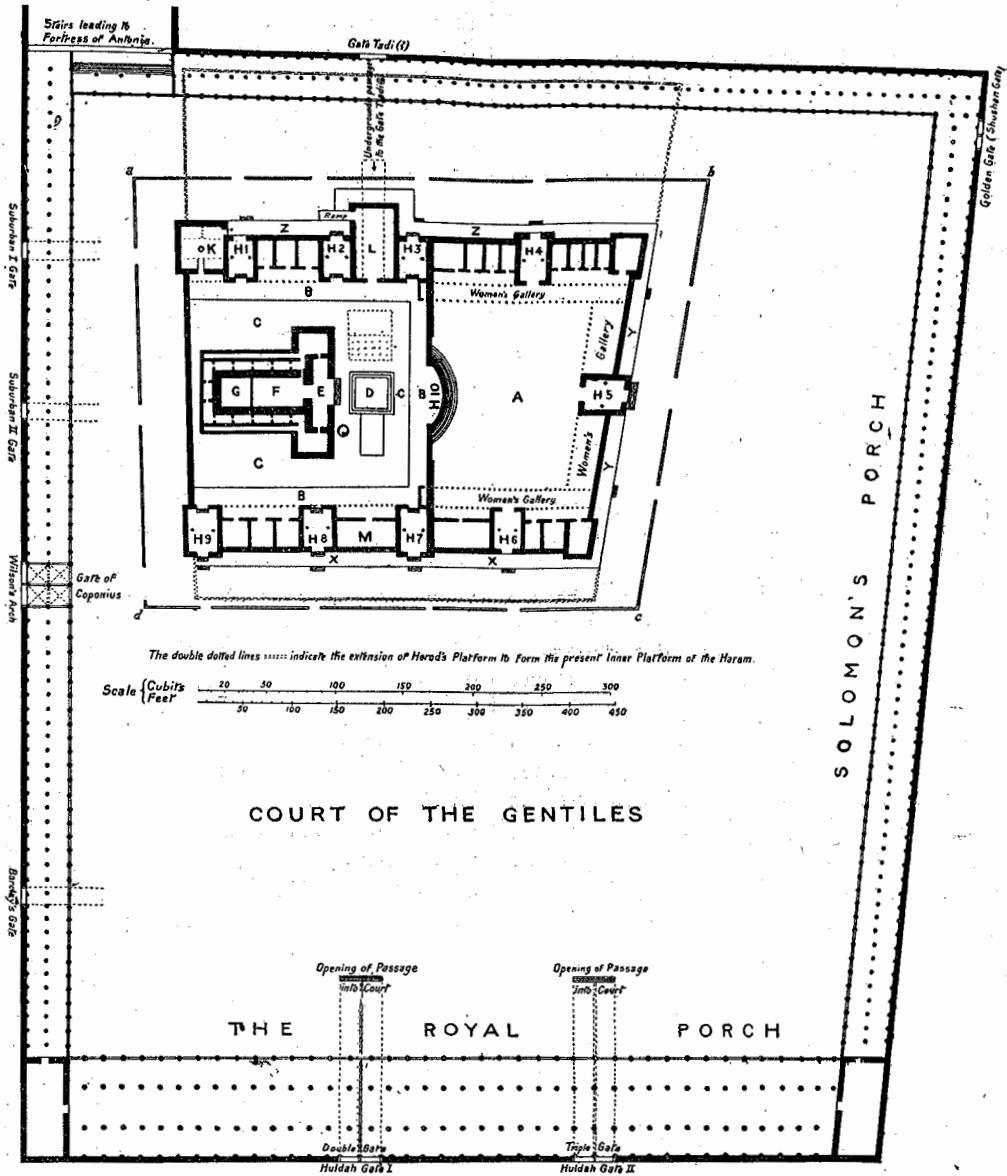 Stairs leading to
Fortress of Antonia.
Gate Tadi (?)
Golden Gate (Shushan Gate)
Underground passage
to the Gate Tadi
g
a
b
Suburban I Gate
Ramp
Z
Z
K
H1
H2
L
H3
H4
B
Women's Gallery
C
Gallery
Y
Suburban II Gate
G
F
E
D
C
B
H10
A
H5
C
Women's
Y
B
Women's Gallery
H9
H8
M
H7
H6
X
X
Wilson's Arch
Gate of
Coponius
d
c
SOLOMON'S PORCH
The double dotted lines ::::::: indicate the extension of Herod's Platform to form the present Inner Platform of the Haram.
Scale { Cubits 20 50 100 150 200 250 300
Feet 50 100 150 200 250 300 350 400 450
COURT OF THE GENTILES
Barclay's Gate
Opening of Passage
into Court
Opening of Passage
into Court
THE ROYAL PORCH
Double Gate
Huldah Gate I
Triple Gate
Huldah Gate II